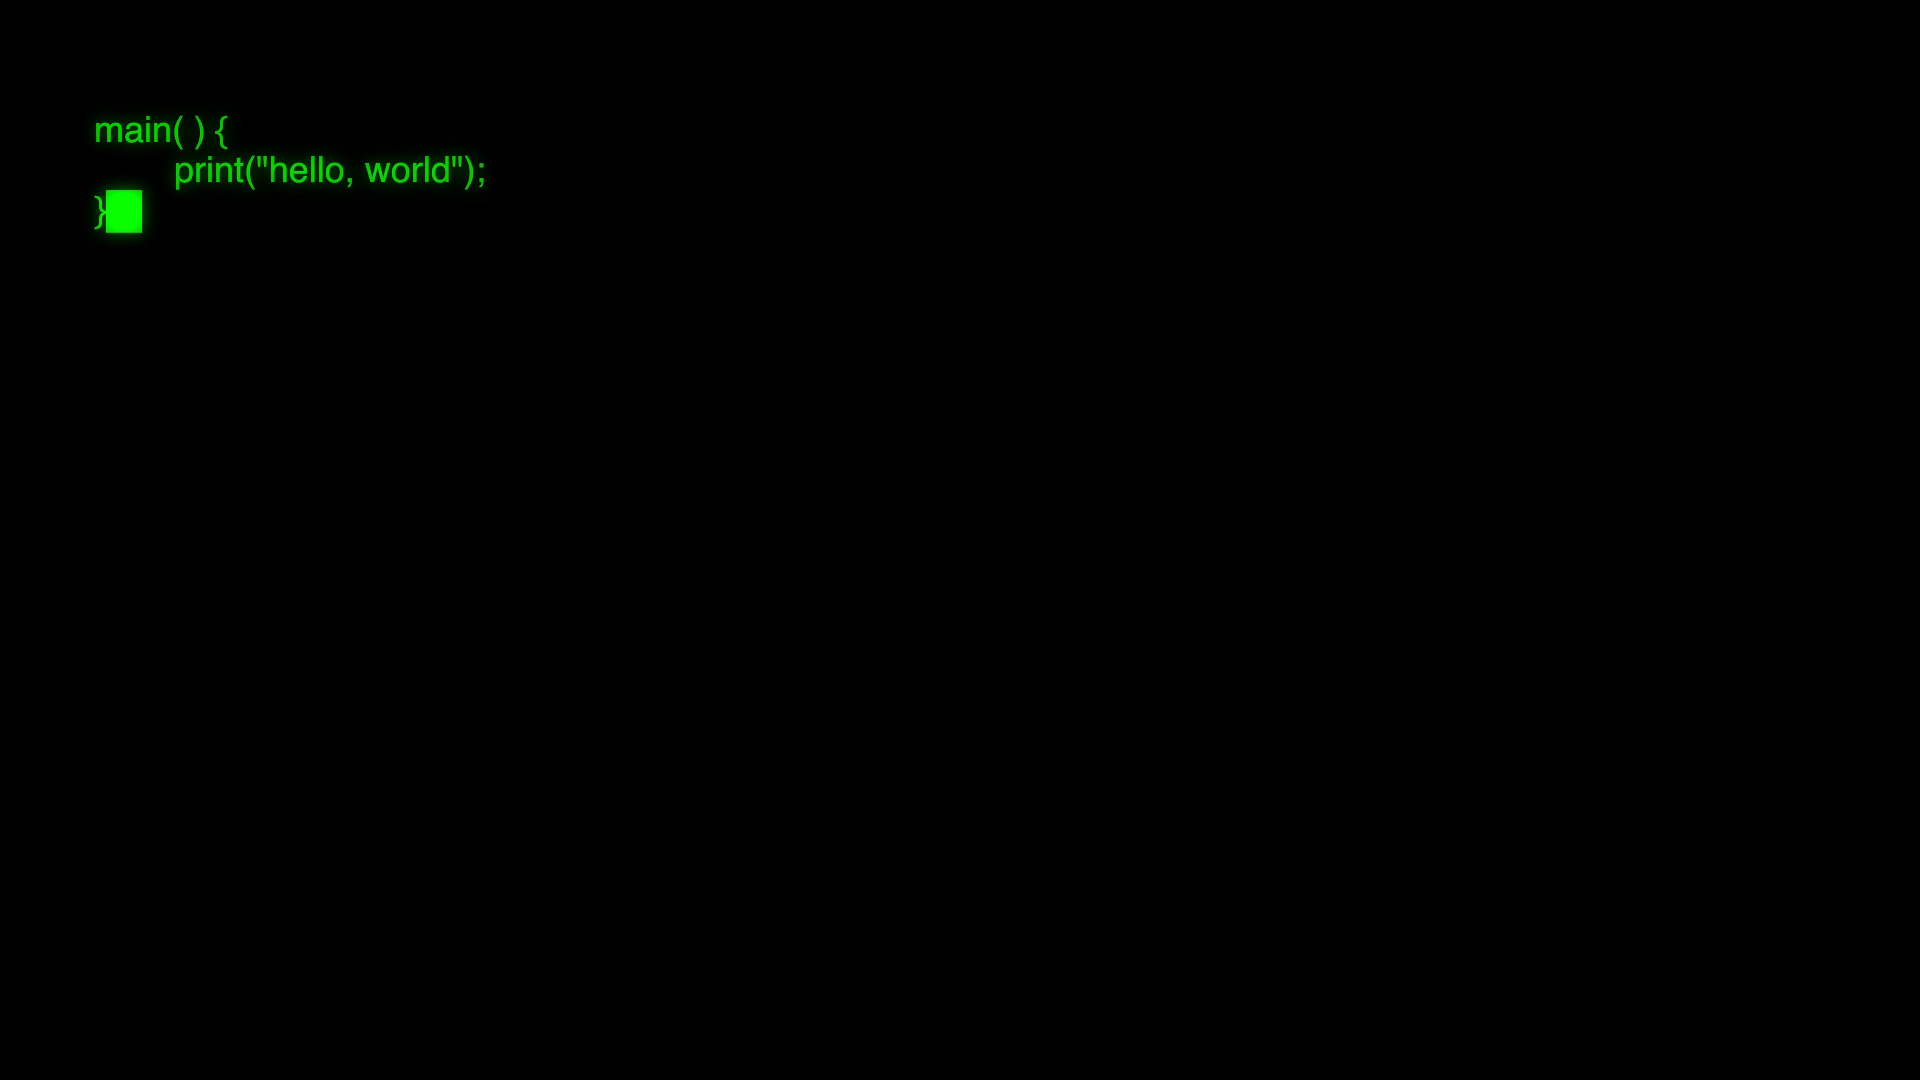 main( ) {
print("hello, world");
}